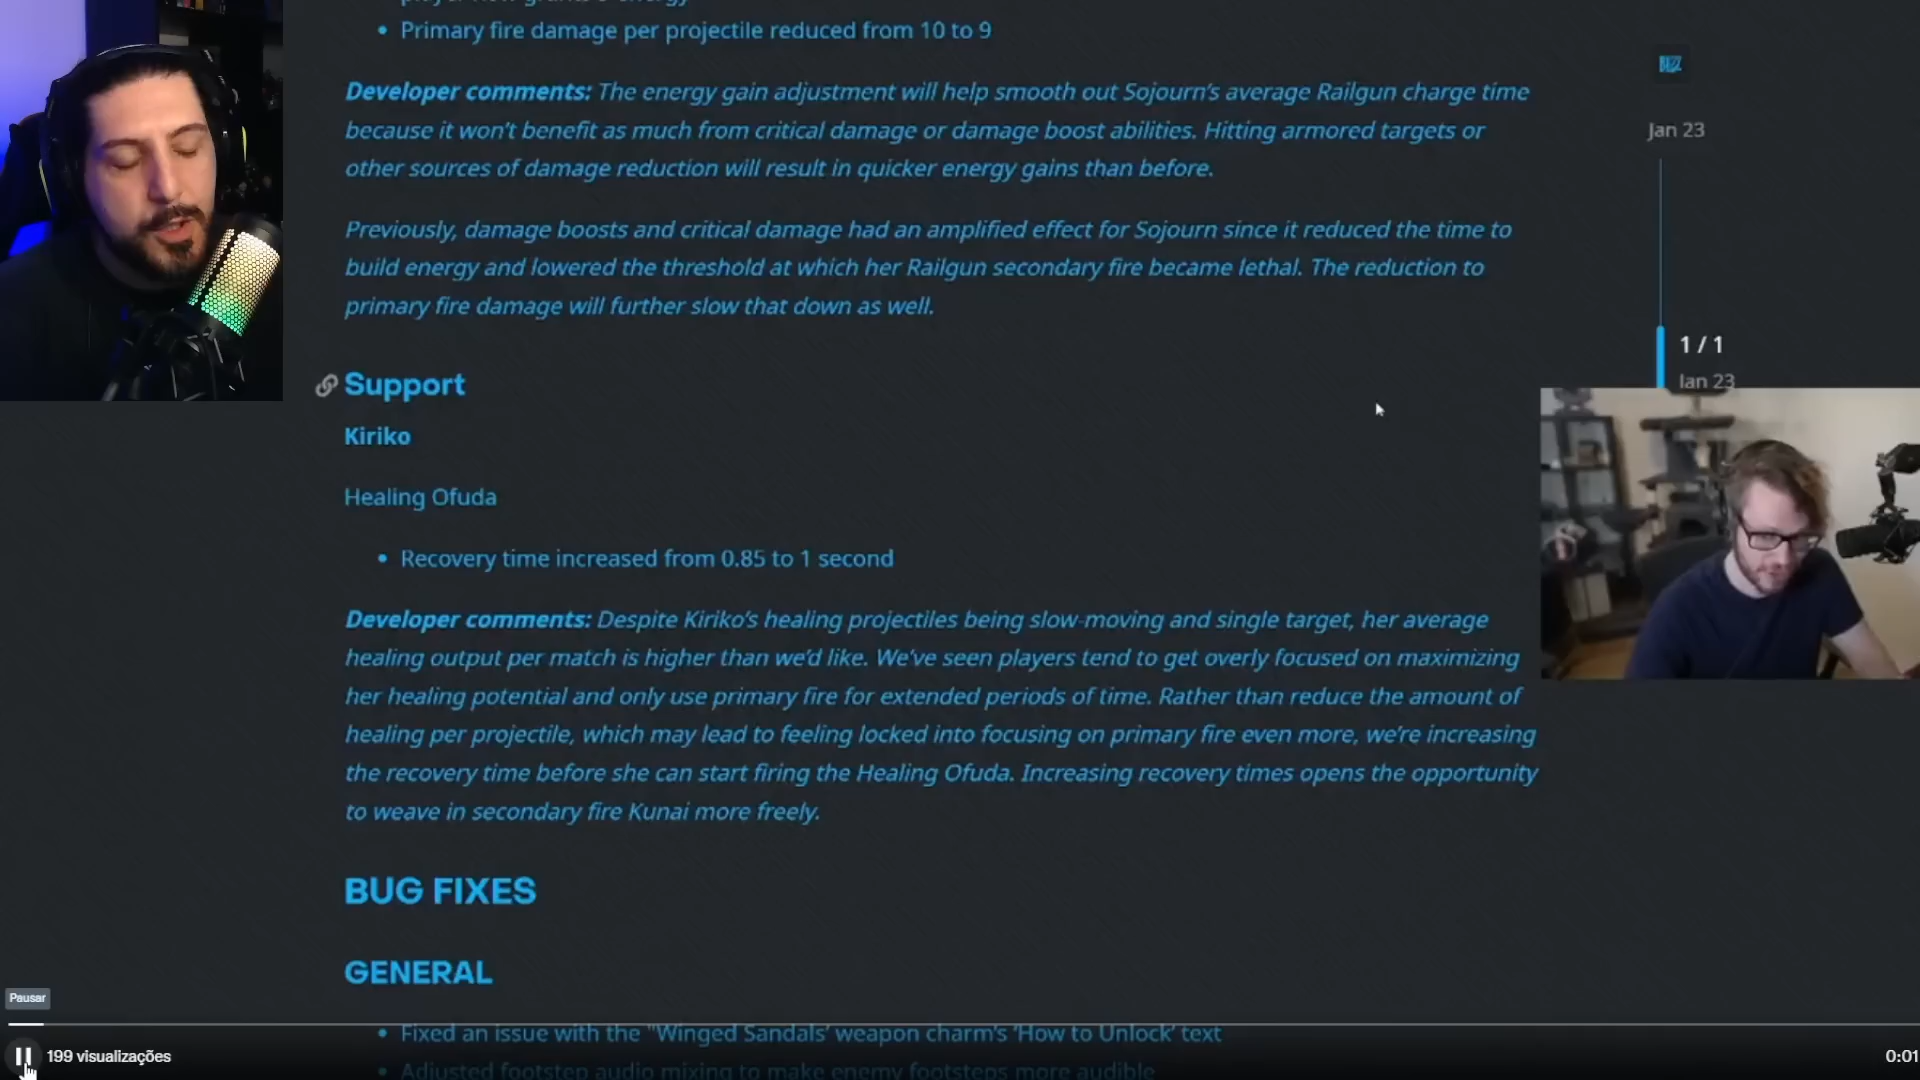 player now grants 5 energy
• Primary fire damage per projectile reduced from 10 to 9
Developer comments: The energy gain adjustment will help smooth out Sojourn's average Railgun charge time
because it won't benefit as much from critical damage or damage boost abilities. Hitting armored targets or
other sources of damage reduction will result in quicker energy gains than before.
Previously, damage boosts and critical damage had an amplified effect for Sojourn since it reduced the time to
build energy and lowered the threshold at which her Railgun secondary fire became lethal. The reduction to
primary fire damage will further slow that down as well.
Support
Kiriko
Healing Ofuda
• Recovery time increased from 0.85 to 1 second
Developer comments: Despite Kiriko's healing projectiles being slow-moving and single target, her average
healing output per match is higher than we'd like. We've seen players tend to get overly focused on maximizing
her healing potential and only use primary fire for extended periods of time. Rather than reduce the amount of
healing per projectile, which may lead to feeling locked into focusing on primary fire even more, we're increasing
the recovery time before she can start firing the Healing Ofuda. Increasing recovery times opens the opportunity
to weave in secondary fire Kunai more freely.
BUG FIXES
GENERAL
• Fixed an issue with the "Winged Sandals' weapon charm's 'How to Unlock' text
• Adjusted footstep audio mixing to make enemy footsteps more audible
Jan 23
1 / 1
Jan 23
Pausar
199 visualizações
0:01